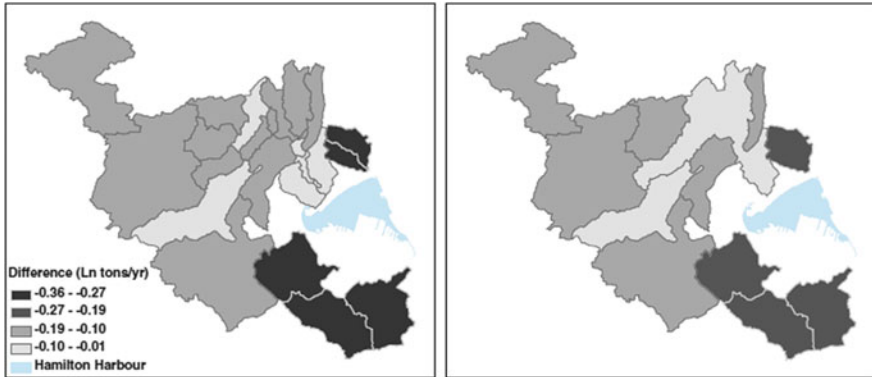 Difference (Ln tons/yr)
-0.36 - -0.27
-0.27 - -0.19
-0.19 - -0.10
-0.10 - -0.01
Hamilton Harbour